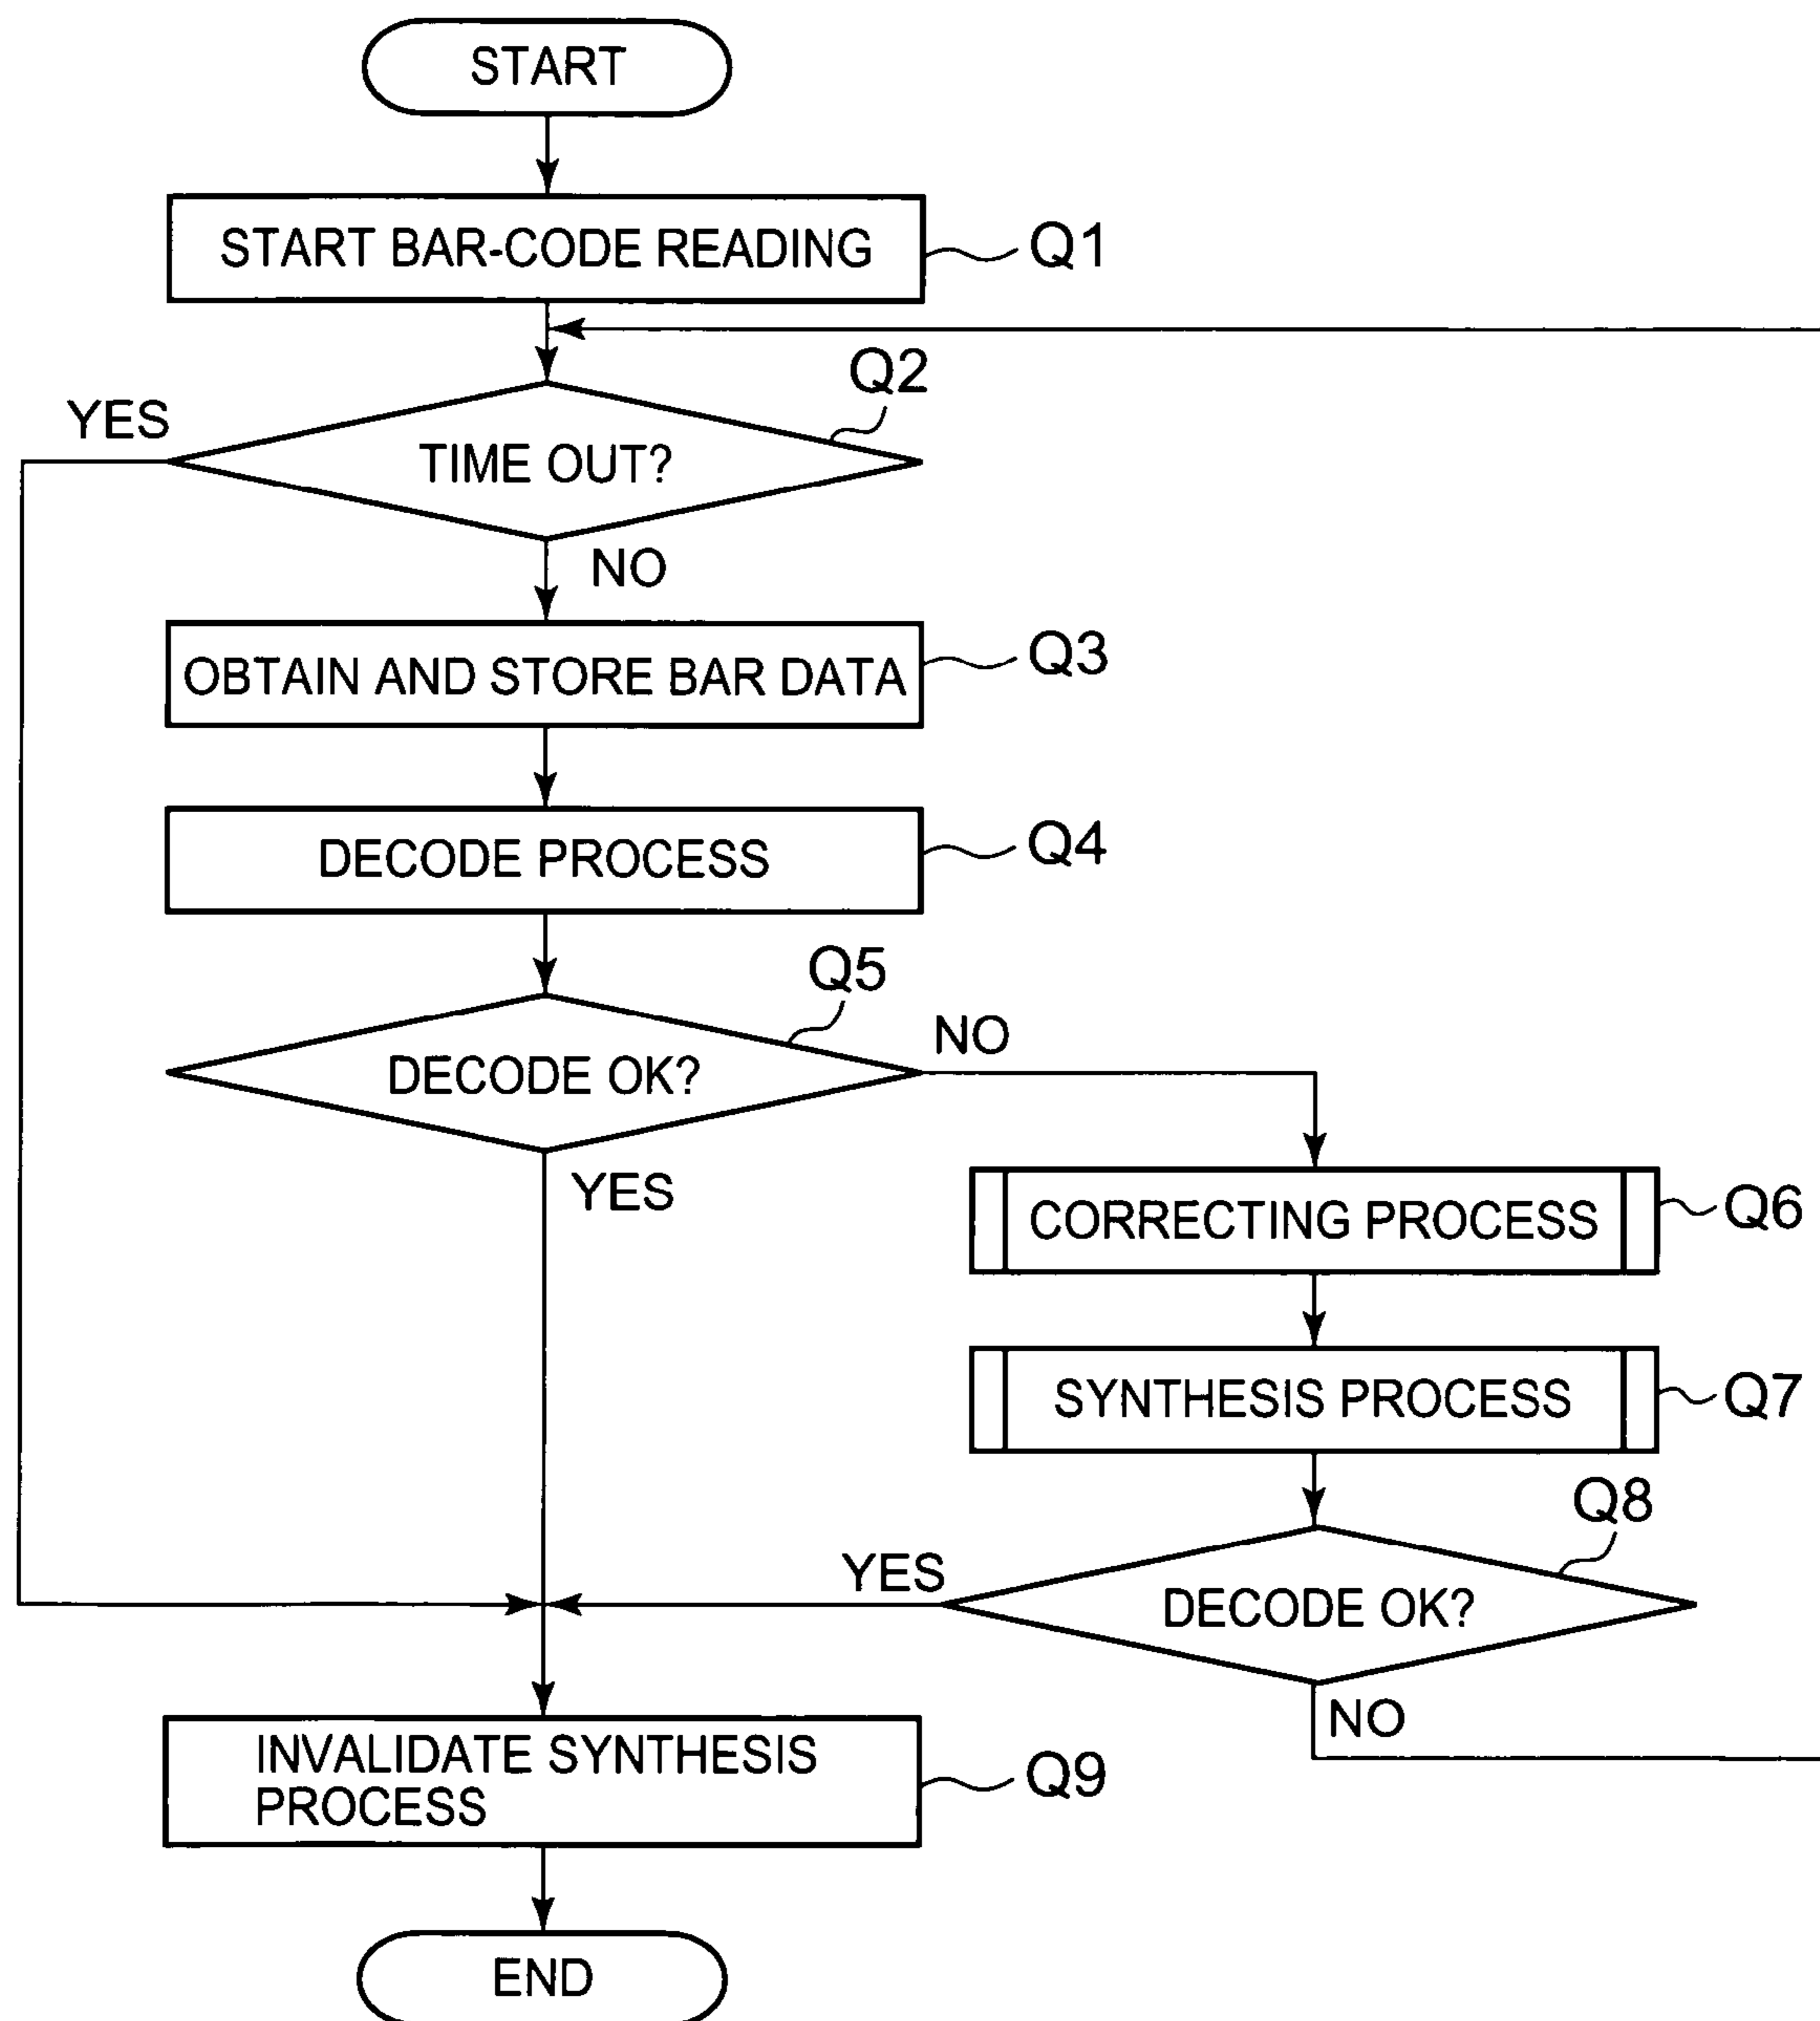 START
START BAR-CODE READING
Q1
Q2
YES
TIME OUT?
NO
OBTAIN AND STORE BAR DATA
Q3
DECODE PROCESS
Q4
Q5
DECODE OK?
NO
YES
CORRECTING PROCESS
Q6
SYNTHESIS PROCESS
Q7
Q8
YES
DECODE OK?
NO
INVALIDATE SYNTHESIS
PROCESS
Q9
END